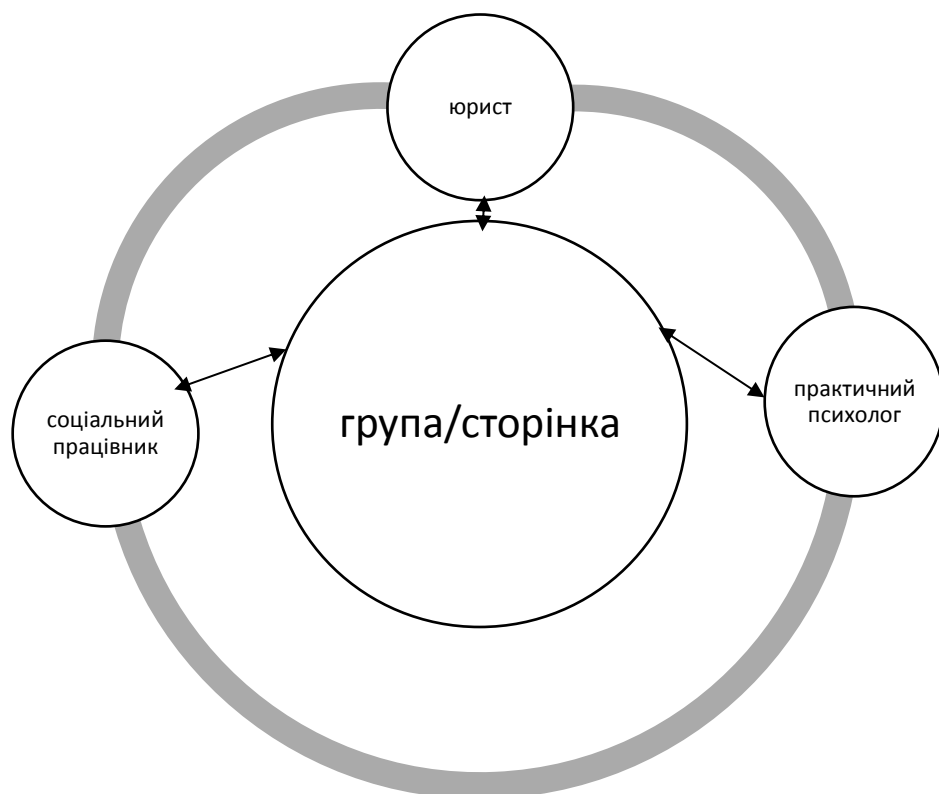 юрист
соціальний
працівник
група/сторінка
практичний
психолог